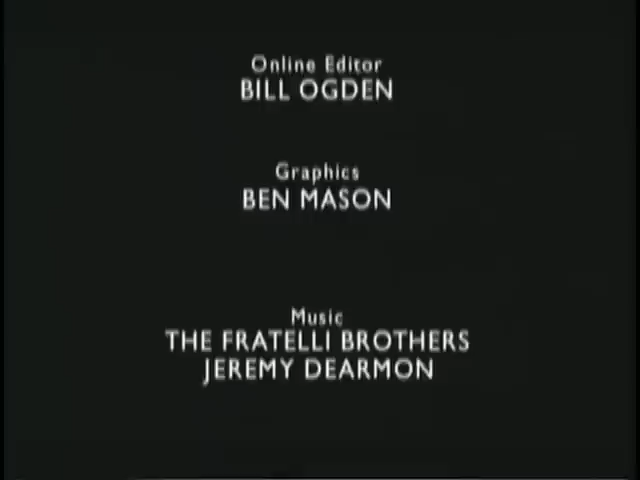 Online Editor
BILL OGDEN
Graphics
BEN MASON
Music
THE FRATELLI BROTHERS
JEREMY DEARMON